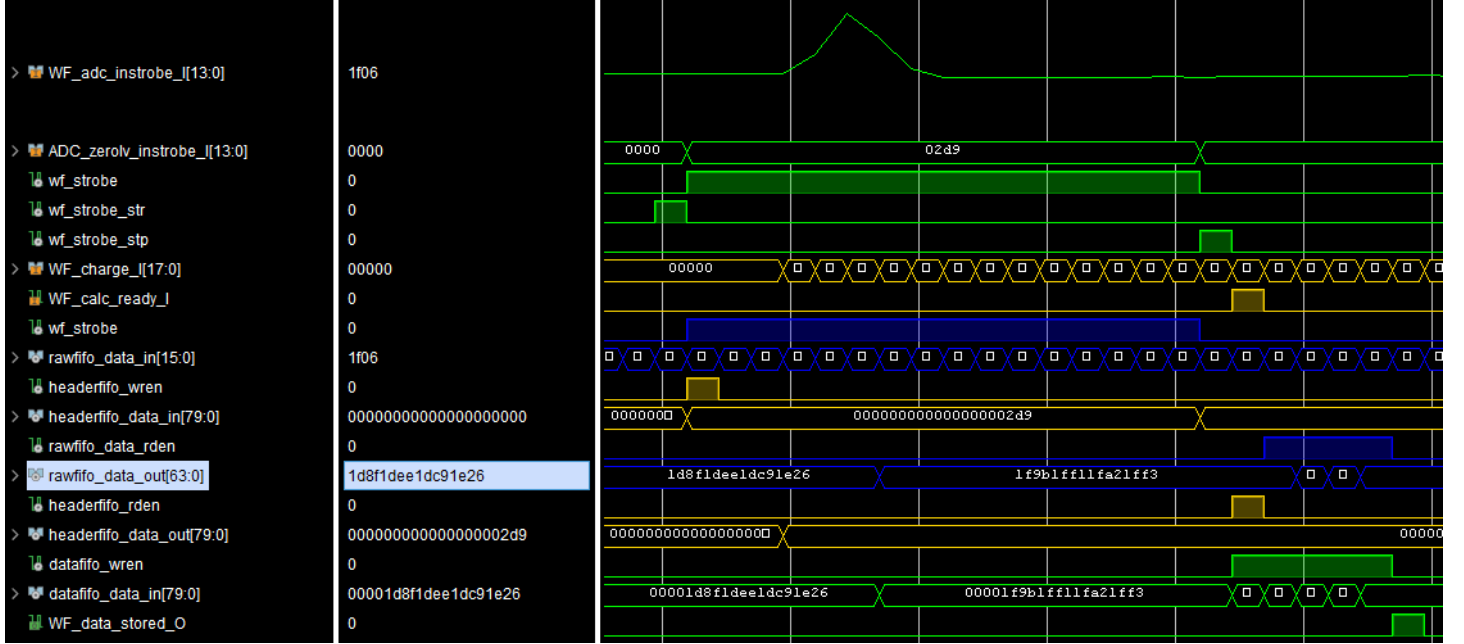 WF_adc_instrobe_I[13:0] 1f06
ADC_zerolv_instrobe_I[13:0] 0000 0000 02d9
wf_strobe 0
wf_strobe_str 0
wf_strobe_stp 0
WF_charge_I[17:0] 00000 00000
WF_calc_ready_I 0
wf_strobe 0
rawfifo_data_in[15:0] 1f06
headerfifo_wren 0
headerfifo_data_in[79:0] 00000000000000000000 000000 000000000000000002d9
rawfifo_data_rden 0
rawfifo_data_out[63:0] 1d8f1dee1dc91e26 1d8f1dee1dc91e26 1f9b1ff11fa21ff3
headerfifo_rden 0
headerfifo_data_out[79:0] 000000000000000002d9 00000000000000000 00000
datafifo_wren 0
datafifo_data_in[79:0] 00001d8f1dee1dc91e26 00001d8f1dee1dc91e26 00001f9b1ff11fa21ff3
WF_data_stored_O 0